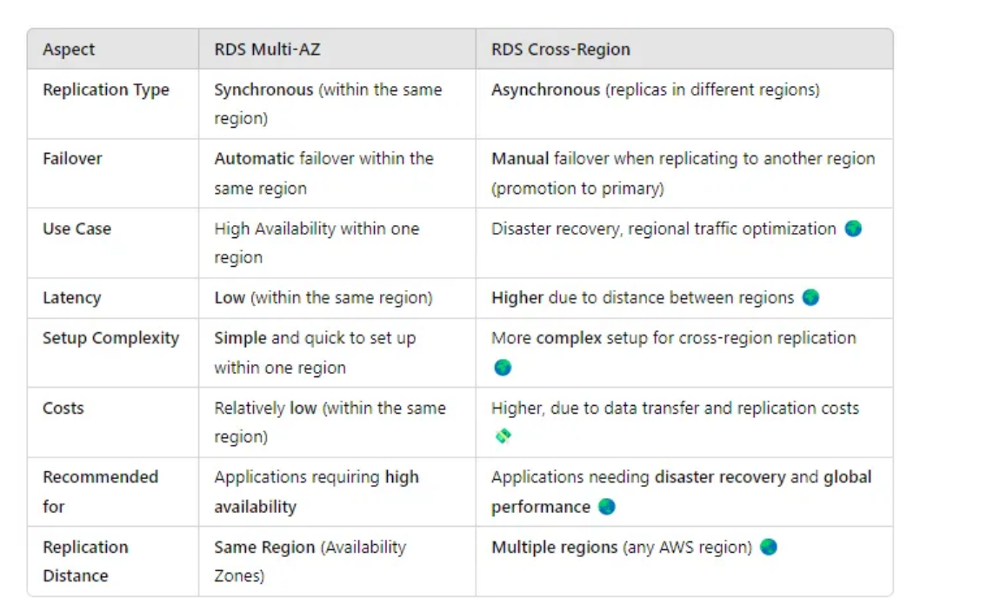 Aspect RDS Multi-AZ RDS Cross-Region
Replication Type Synchronous (within the same Asynchronous (replicas in different regions)
region)
Failover Automatic failover within the Manual failover when replicating to another region
same region (promotion to primary)
Use Case High Availability within one Disaster recovery, regional traffic optimization 🌍
region
Latency Low (within the same region) Higher due to distance between regions 🌍
Setup Complexity Simple and quick to set up More complex setup for cross-region replication
within one region 🌍
Costs Relatively low (within the same Higher, due to data transfer and replication costs
region) 💸
Recommended Applications requiring high Applications needing disaster recovery and global
for availability performance 🌏
Replication Same Region (Availability Multiple regions (any AWS region) 🌏
Distance Zones)